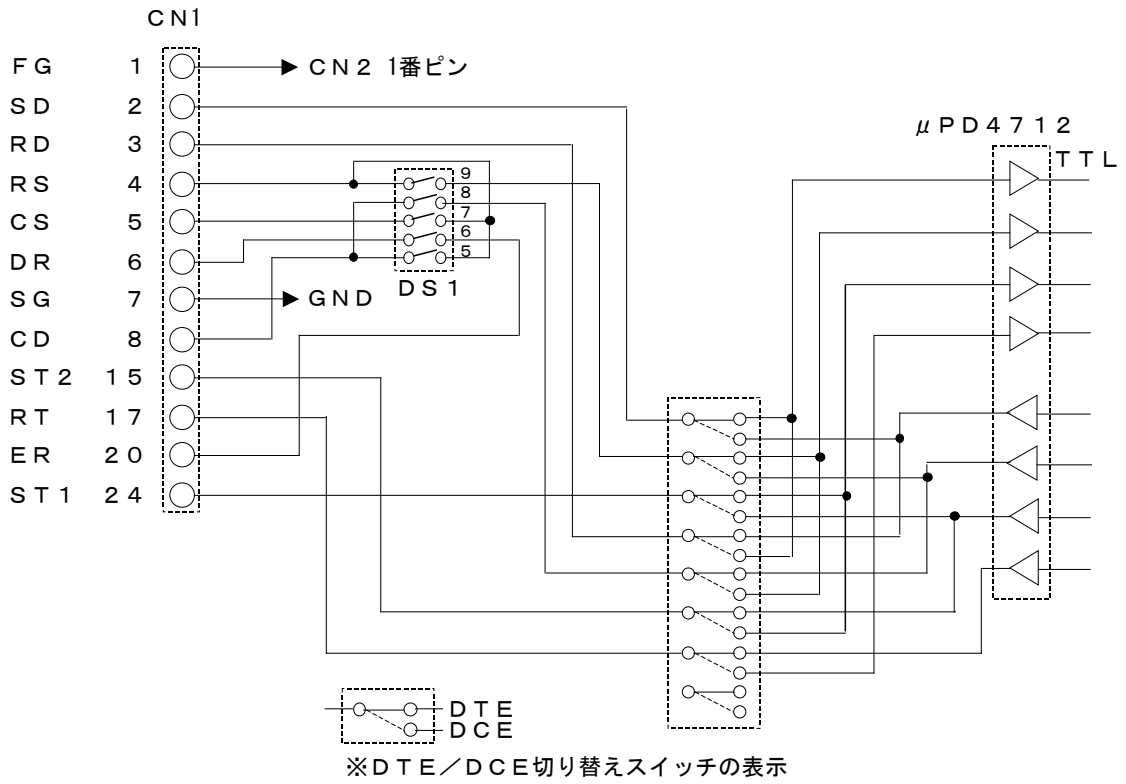 CN1
FG 1 CN2 1番ピン
SD 2
RD 3
μPD4712
TTL
RS 4
9
8
7
6
5
CS 5
DR 6
DS1
SG 7 GND
CD 8
ST2 15
RT 17
ER 20
ST1 24
DTE
DCE
※DTE／DCE切り替えスイッチの表示